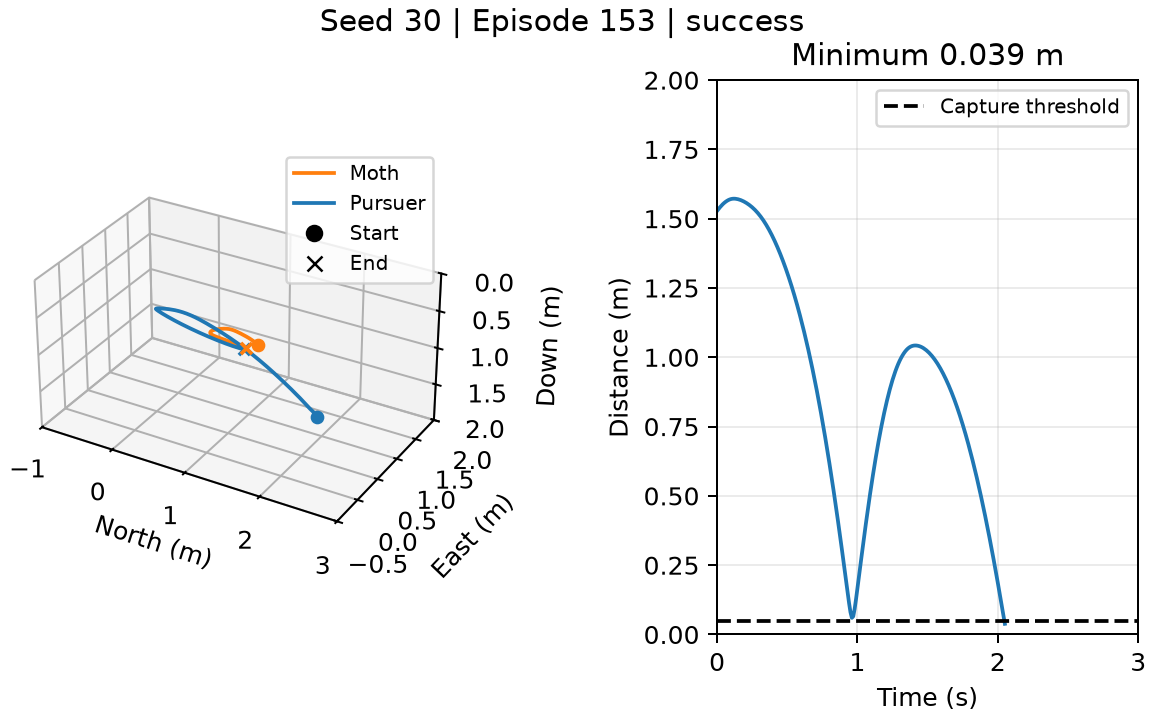 Seed 30 | Episode 153 | success
Moth
Pursuer
Start
End
0.0
0.5
1.0
1.5
2.0
Down (m)
−1
0
1
2
3
North (m)
−0.5
0.0
0.5
1.0
1.5
2.0
East (m)
Minimum 0.039 m
Capture threshold
2.00
1.75
1.50
1.25
1.00
0.75
0.50
0.25
0.00
Distance (m)
0 1 2 3
Time (s)